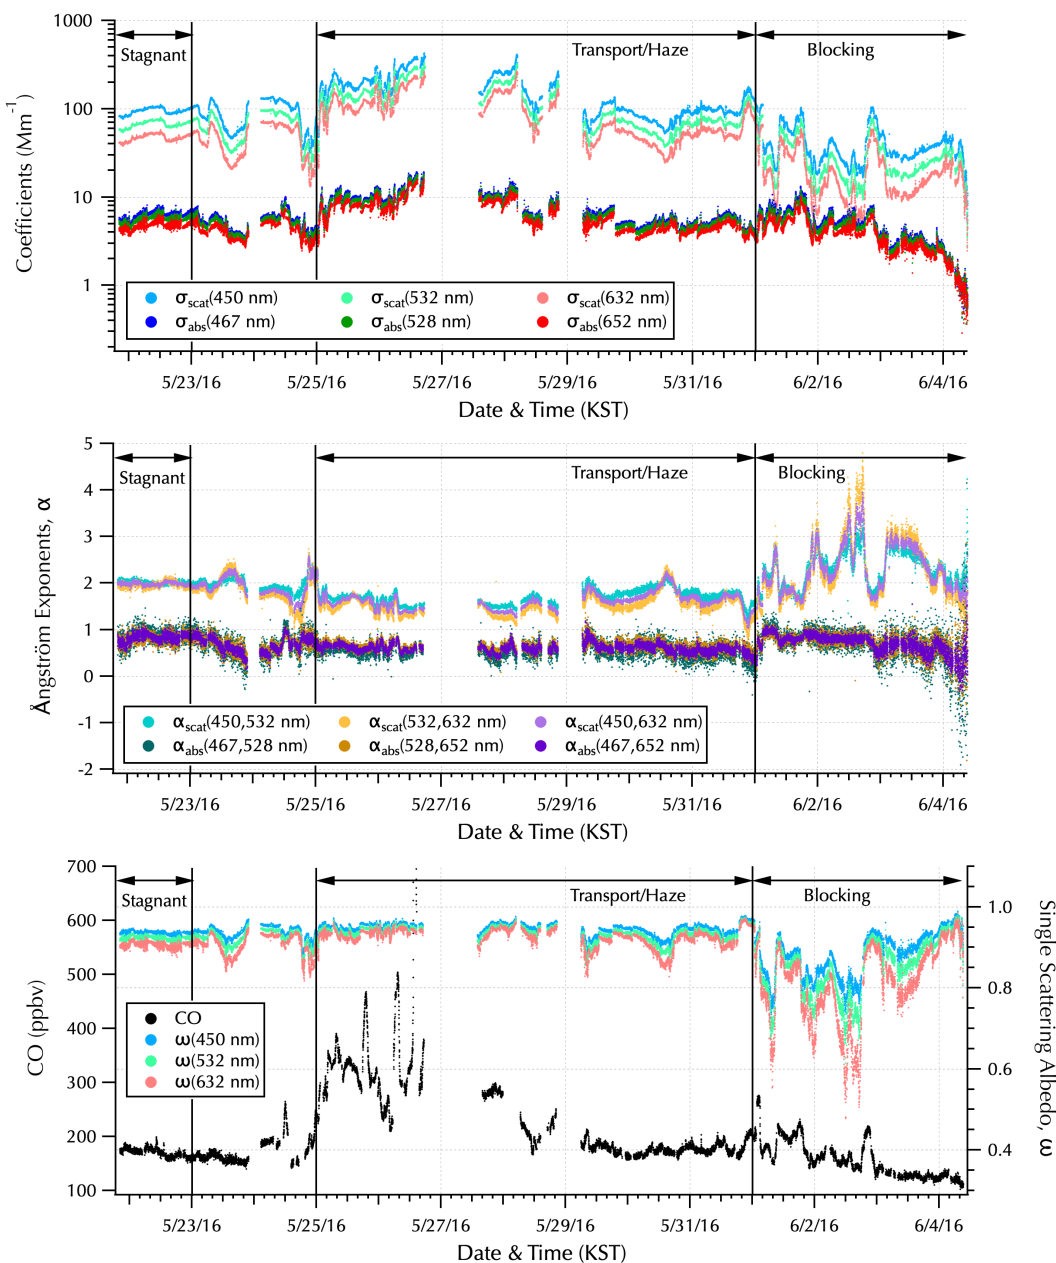 1000
100
10
1
Coefficients (Mm⁻¹)
Stagnant
Transport/Haze
Blocking
σscat(450 nm) σscat(532 nm) σscat(632 nm)
σabs(467 nm) σabs(528 nm) σabs(652 nm)
5/23/16 5/25/16 5/27/16 5/29/16 5/31/16 6/2/16 6/4/16
Date & Time (KST)
5
4
3
2
1
0
-1
-2
Ångström Exponents, α
Stagnant
Transport/Haze
Blocking
αscat(450,532 nm) αscat(532,632 nm) αscat(450,632 nm)
αabs(467,528 nm) αabs(528,652 nm) αabs(467,652 nm)
5/23/16 5/25/16 5/27/16 5/29/16 5/31/16 6/2/16 6/4/16
Date & Time (KST)
700
600
500
400
300
200
100
CO (ppbv)
Stagnant
Transport/Haze
Blocking
CO
ω(450 nm)
ω(532 nm)
ω(632 nm)
1.0
0.8
0.6
0.4
Single Scattering Albedo, ω
5/23/16 5/25/16 5/27/16 5/29/16 5/31/16 6/2/16 6/4/16
Date & Time (KST)